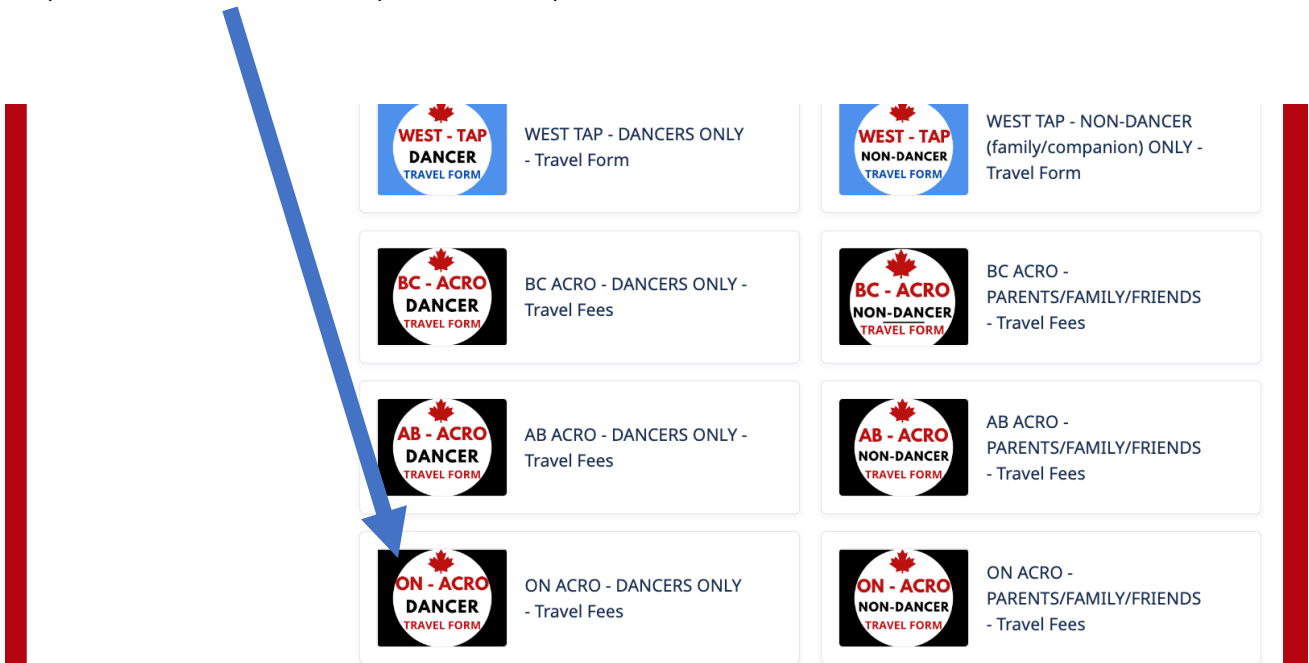 WEST - TAP
DANCER
TRAVEL FORM
WEST TAP - DANCERS ONLY
- Travel Form
WEST - TAP
NON-DANCER
TRAVEL FORM
WEST TAP - NON-DANCER
(family/companion) ONLY -
Travel Form
BC - ACRO
DANCER
TRAVEL FORM
BC ACRO - DANCERS ONLY -
Travel Fees
BC - ACRO
NON-DANCER
TRAVEL FORM
BC ACRO -
PARENTS/FAMILY/FRIENDS
- Travel Fees
AB - ACRO
DANCER
TRAVEL FORM
AB ACRO - DANCERS ONLY -
Travel Fees
AB - ACRO
NON-DANCER
TRAVEL FORM
AB ACRO -
PARENTS/FAMILY/FRIENDS
- Travel Fees
ON - ACRO
DANCER
TRAVEL FORM
ON ACRO - DANCERS ONLY
- Travel Fees
ON - ACRO
NON-DANCER
TRAVEL FORM
ON ACRO -
PARENTS/FAMILY/FRIENDS
- Travel Fees